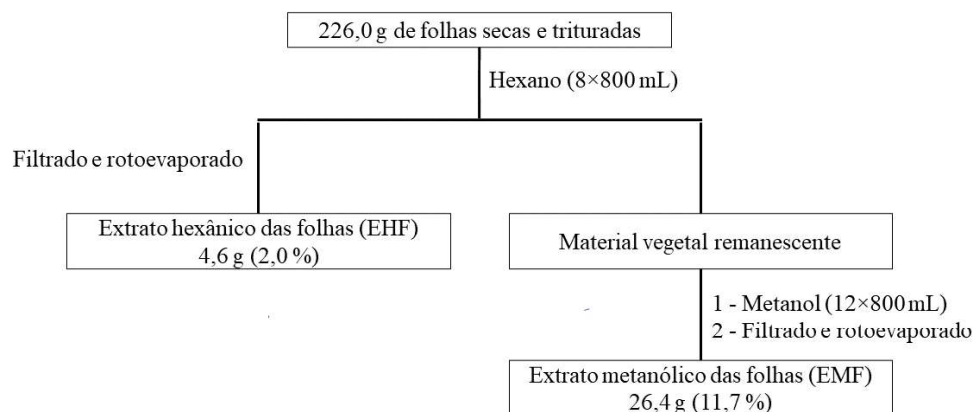 226,0 g de folhas secas e trituradas
Hexano (8×800 mL)
Filtrado e rotoevaporado
Extrato hexânico das folhas (EHF)
4,6 g (2,0 %)
Material vegetal remanescente
1 - Metanol (12×800 mL)
2 - Filtrado e rotoevaporado
Extrato metanólico das folhas (EMF)
26,4 g (11,7 %)